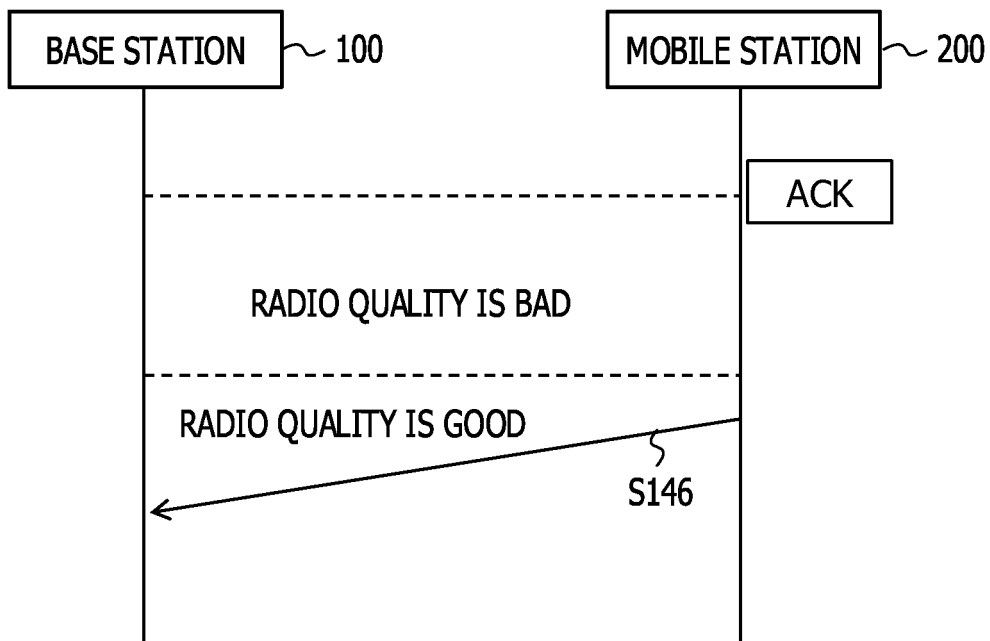 BASE STATION 100
MOBILE STATION 200
ACK
RADIO QUALITY IS BAD
RADIO QUALITY IS GOOD
S146